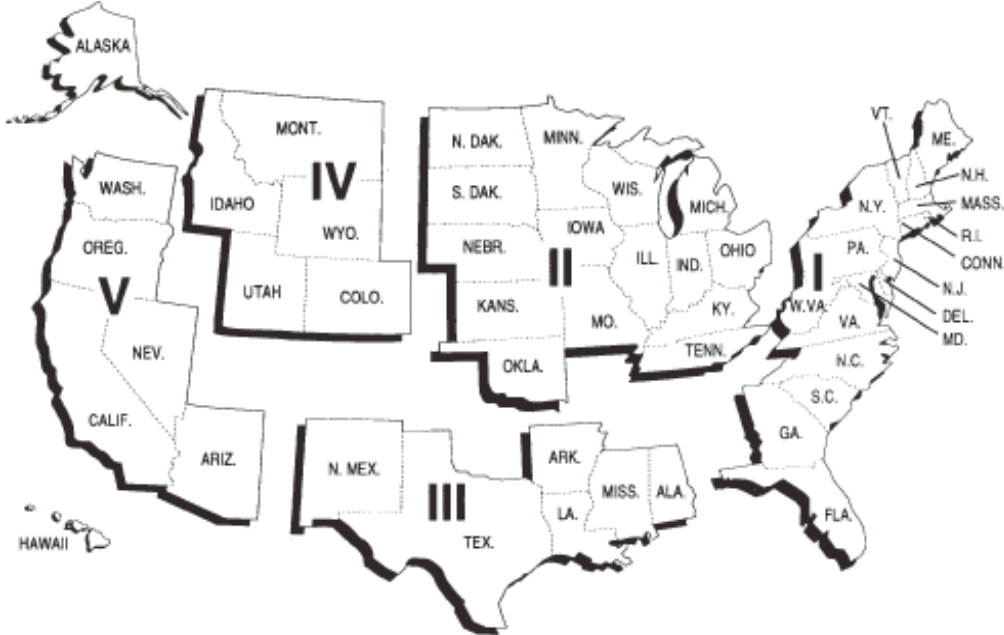 ALASKA
WASH.
OREG.
V
NEV.
CALIF.
ARIZ.
HAWAII
MONT.
IV
IDAHO
WYO.
UTAH
COLO.
N. DAK.
MINN.
S. DAK.
WIS.
MICH.
NEBR.
IOWA
II
ILL.
IND.
OHIO
KANS.
MO.
KY.
OKLA.
TENN.
N. MEX.
III
TEX.
ARK.
LA.
MISS.
ALA.
VT.
ME.
N.H.
MASS.
N.Y.
R.I.
CONN.
PA.
I
N.J.
DEL.
MD.
W.VA.
VA.
N.C.
S.C.
GA.
FLA.